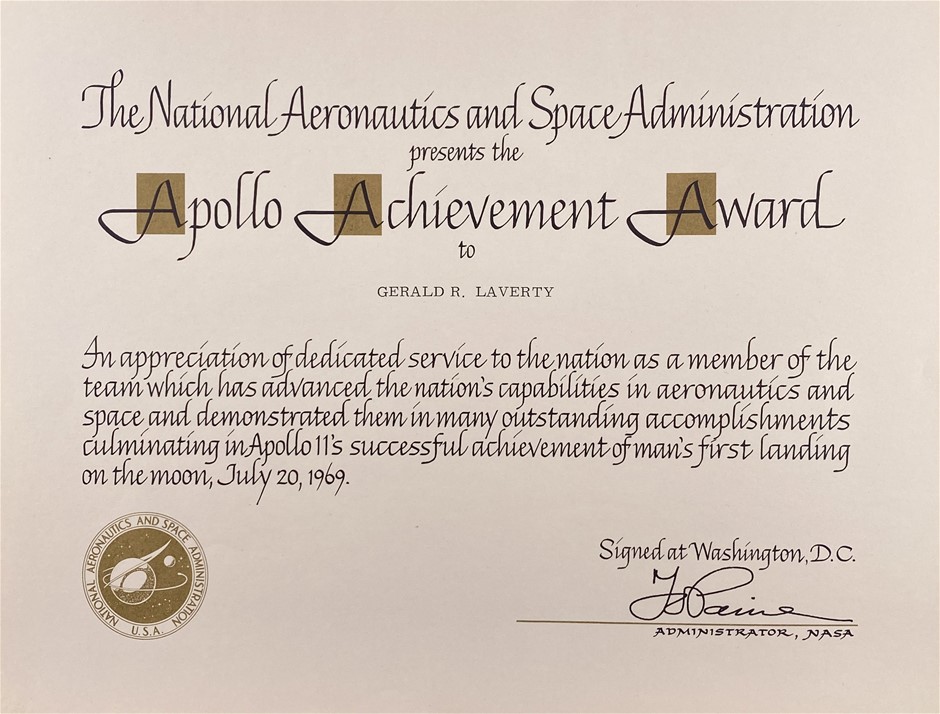 The National Aeronautics and Space Administration
presents the
Apollo Achievement Award
to
GERALD R. LAVERTY
In appreciation of dedicated service to the nation as a member of the
team which has advanced the nation's capabilities in aeronautics and
space and demonstrated them in many outstanding accomplishments
culminating in Apollo 11's successful achievement of man's first landing
on the moon, July 20, 1969.
NATIONAL AERONAUTICS AND SPACE ADMINISTRATION
U.S.A.
Signed at Washington, D.C.
T O Paine
ADMINISTRATOR, NASA